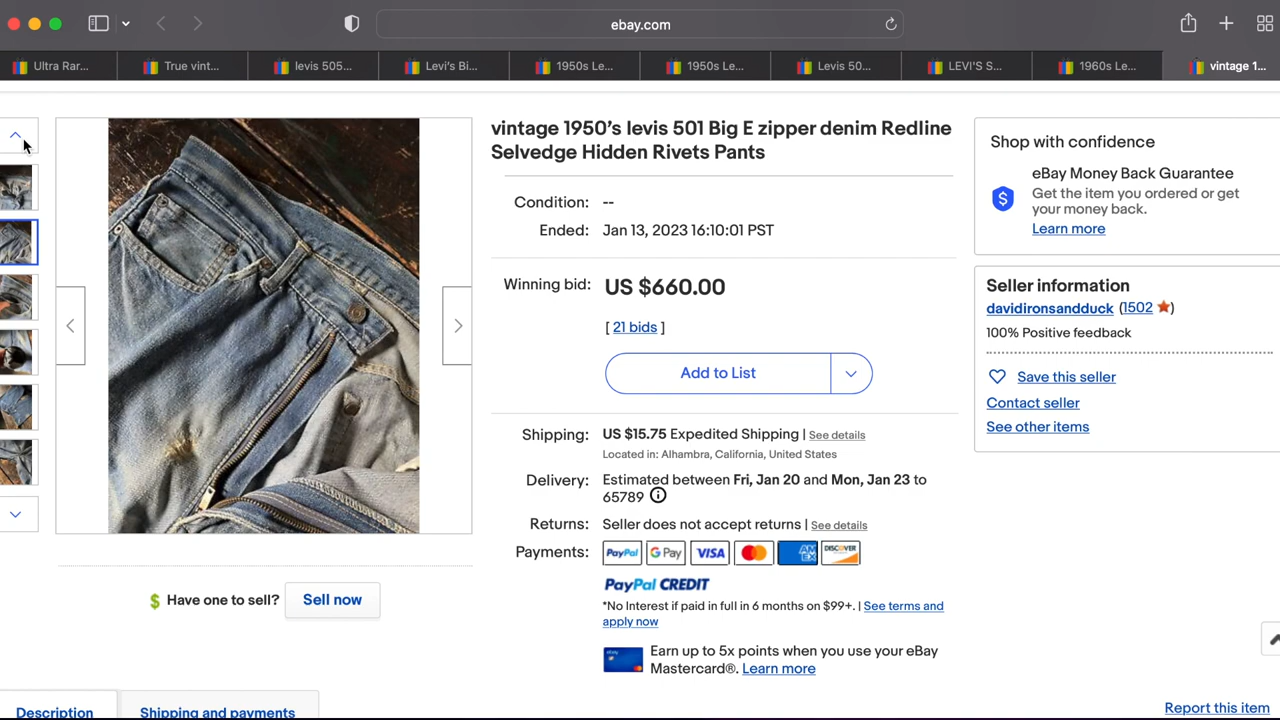 ebay.com
Ultra Rar...
True vint...
levis 505...
Levi's Bi...
1950s Le...
1950s Le...
Levis 50...
LEVI'S S...
1960s Le...
vintage 1...
vintage 1950's levis 501 Big E zipper denim Redline
Selvedge Hidden Rivets Pants
Condition: --
Ended: Jan 13, 2023 16:10:01 PST
Winning bid: US $660.00
[ 21 bids ]
Add to List
Shipping: US $15.75 Expedited Shipping | See details
Located in: Alhambra, California, United States
Delivery: Estimated between Fri, Jan 20 and Mon, Jan 23 to
65789
Returns: Seller does not accept returns | See details
Payments: PayPal G Pay VISA AM EX DISCOVER
PayPal CREDIT
*No Interest if paid in full in 6 months on $99+. | See terms and
apply now
Earn up to 5x points when you use your eBay
Mastercard®. Learn more
Shop with confidence
eBay Money Back Guarantee
Get the item you ordered or get
your money back.
Learn more
Seller information
davidironsandduck (1502)
100% Positive feedback
Save this seller
Contact seller
See other items
Have one to sell? Sell now
Description
Shipping and payments
Report this item